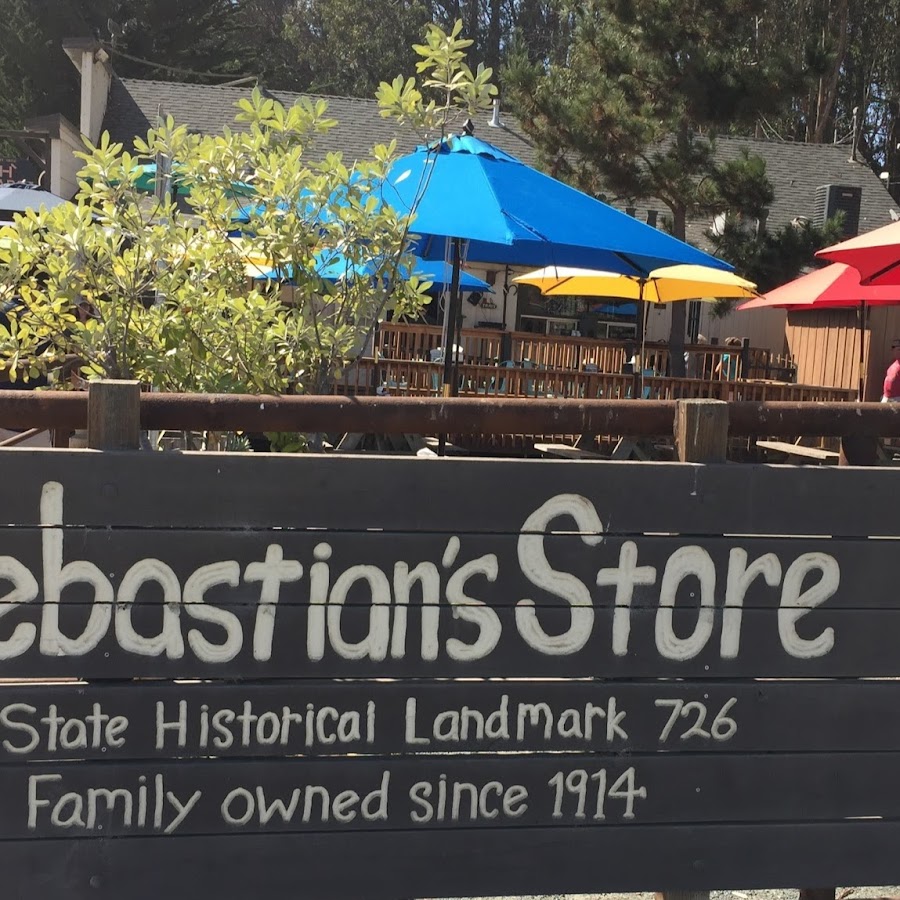 ebastian's Store
State Historical Landmark 726
Family owned since 1914